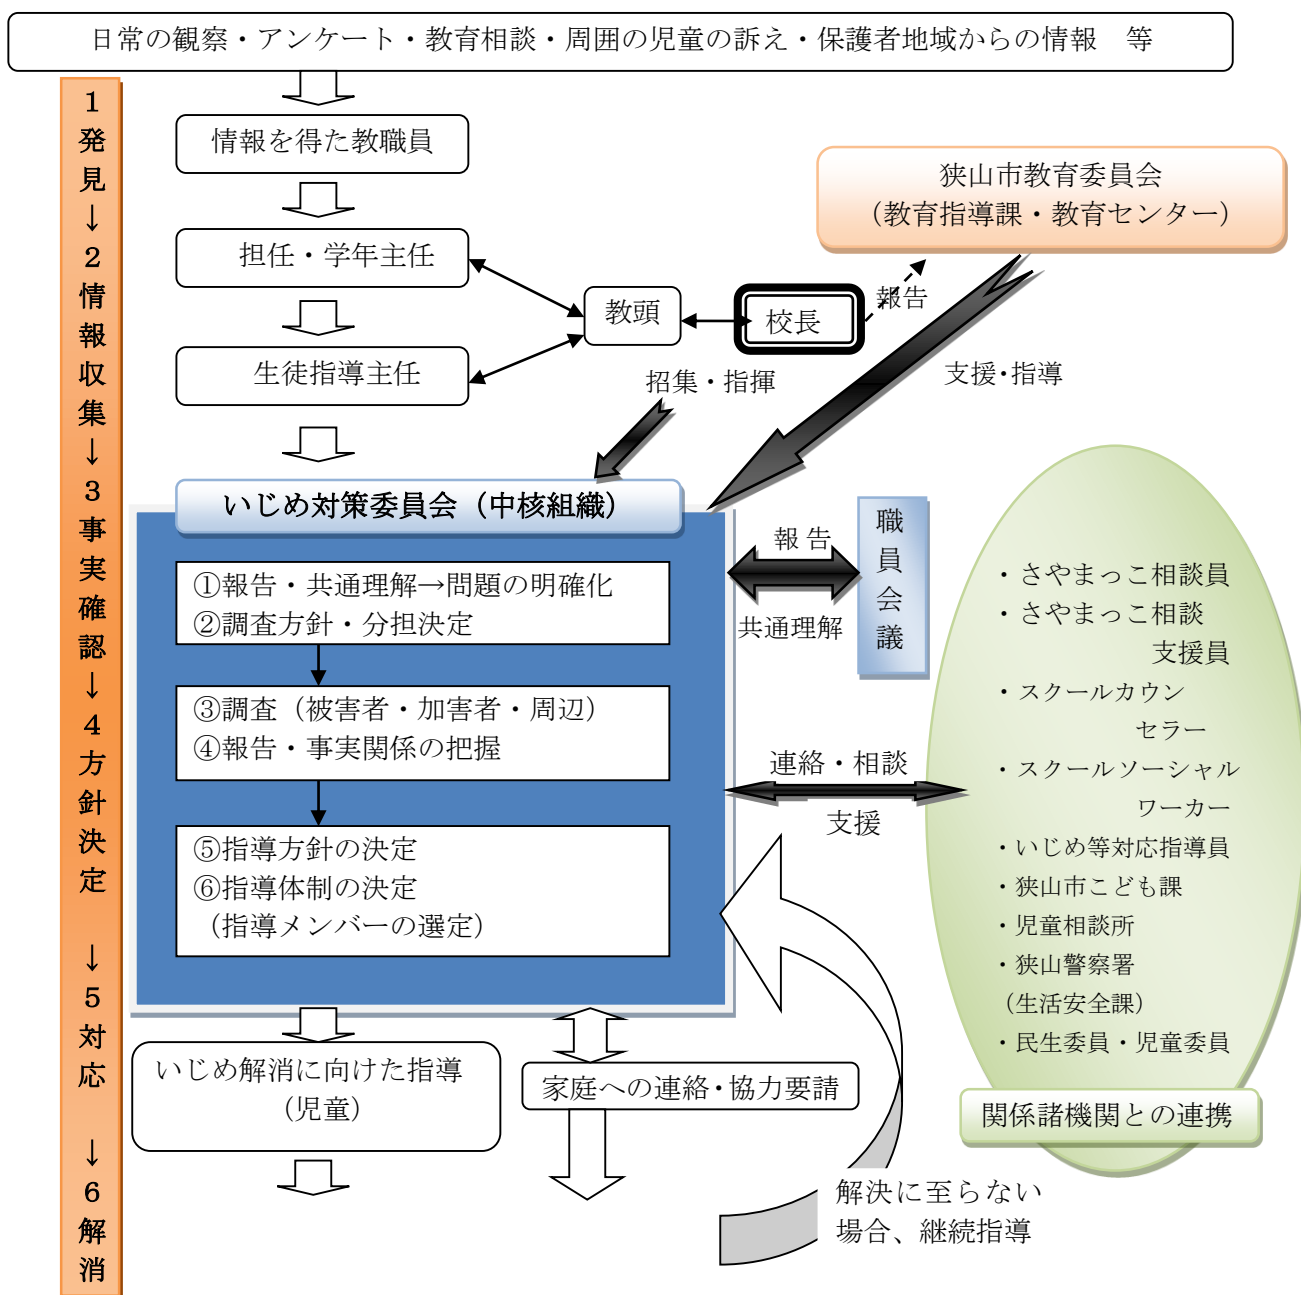 日常の観察・アンケート・教育相談・周囲の児童の訴え・保護者地域からの情報　等
1発見↓2情報収集↓3事実確認↓4方針決定　↓5対応　↓6解消
情報を得た教職員
担任・学年主任
生徒指導主任
教頭
校長
報告
狭山市教育委員会
（教育指導課・教育センター）
招集・指揮
支援・指導
いじめ対策委員会（中核組織）
①報告・共通理解→問題の明確化
②調査方針・分担決定
③調査（被害者・加害者・周辺）
④報告・事実関係の把握
⑤指導方針の決定
⑥指導体制の決定
（指導メンバーの選定）
報 告
共通理解
職員会議
連絡・相談
支援
・さやまっこ相談員
・さやまっこ相談
支援員
・スクールカウン
セラー
・スクールソーシャル
ワーカー
・いじめ等対応指導員
・狭山市こども課
・児童相談所
・狭山警察署
（生活安全課）
・民生委員・児童委員
関係諸機関との連携
いじめ解消に向けた指導
（児童）
家庭への連絡・協力要請
解決に至らない
場合、継続指導